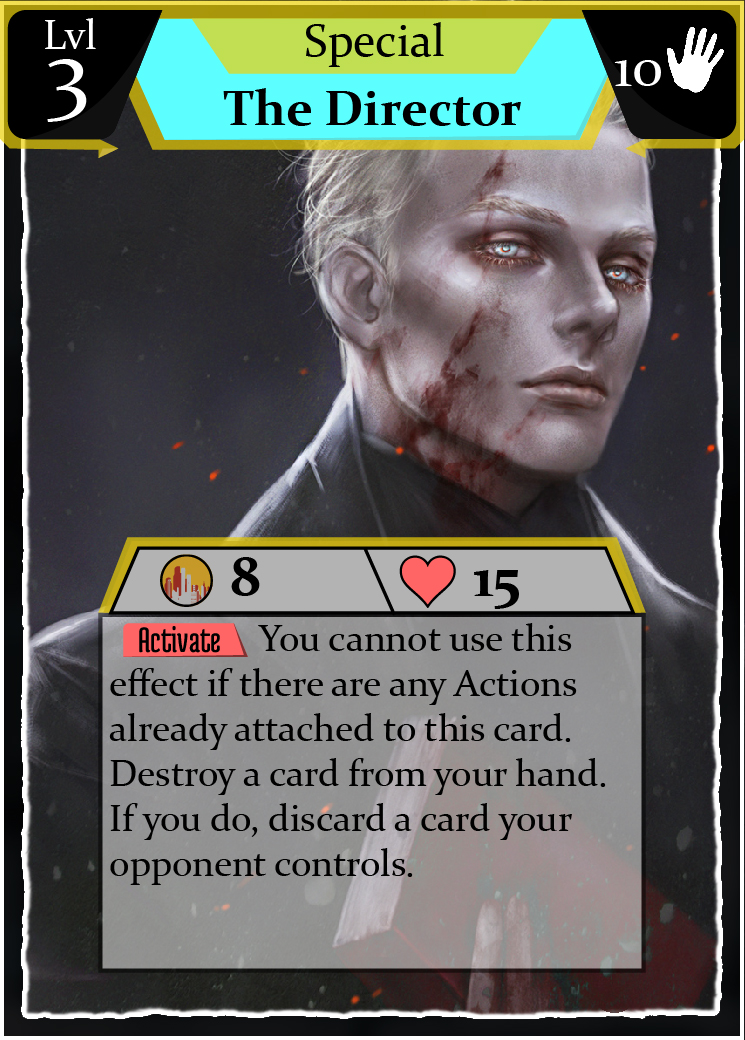 Lvl
3
Special
10
The Director
8
15
Activate You cannot use this
effect if there are any Actions
already attached to this card.
Destroy a card from your hand.
If you do, discard a card your
opponent controls.